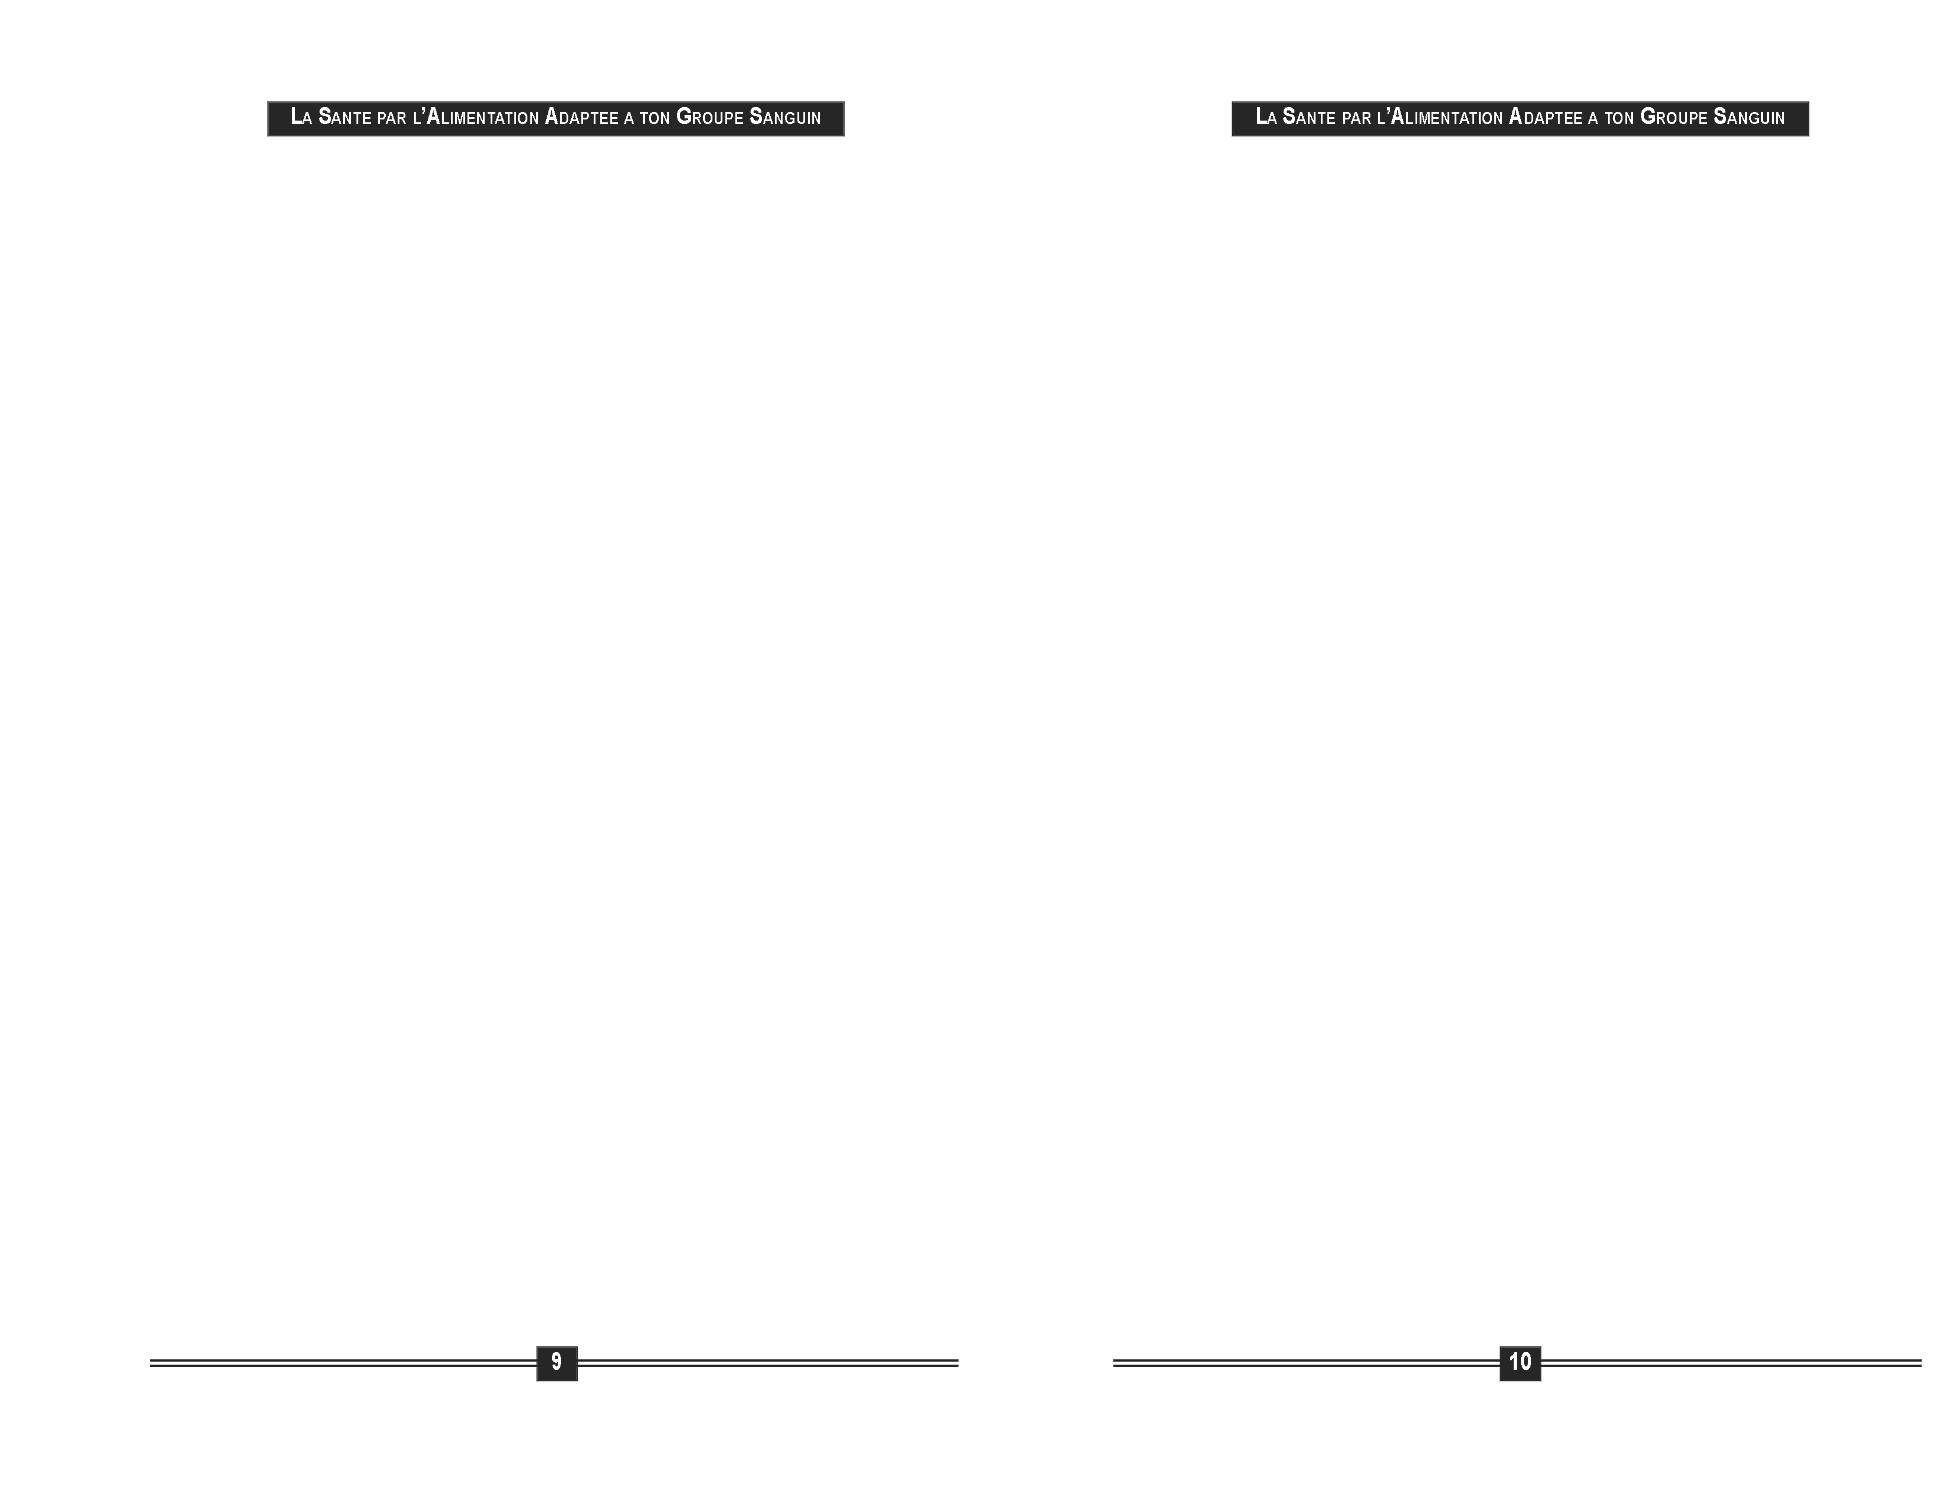 LA SANTE PAR L’ALIMENTATION ADAPTEE A TON GROUPE SANGUIN
9
LA SANTE PAR L’ALIMENTATION ADAPTEE A TON GROUPE SANGUIN
10